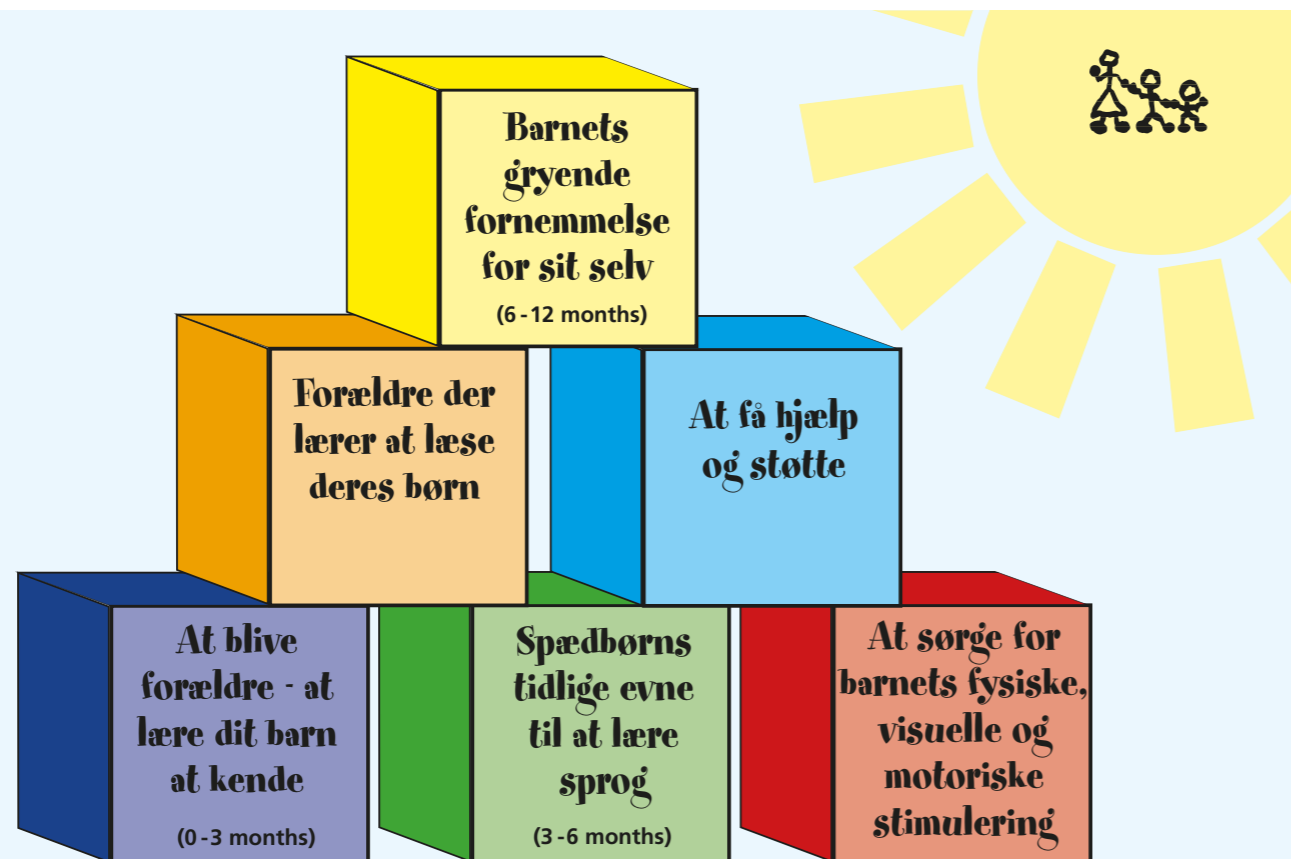 Barnets
gryende
fornemmelse
for sit selv
(6-12 months)
Forældre der
lærer at læse
deres børn
At få hjælp
og støtte
At blive
forældre - at
lære dit barn
at kende
(0-3 months)
Spædbørns
tidlige evne
til at lære
sprog
(3-6 months)
At sørge for
barnets fysiske,
visuelle og
motoriske
stimulering